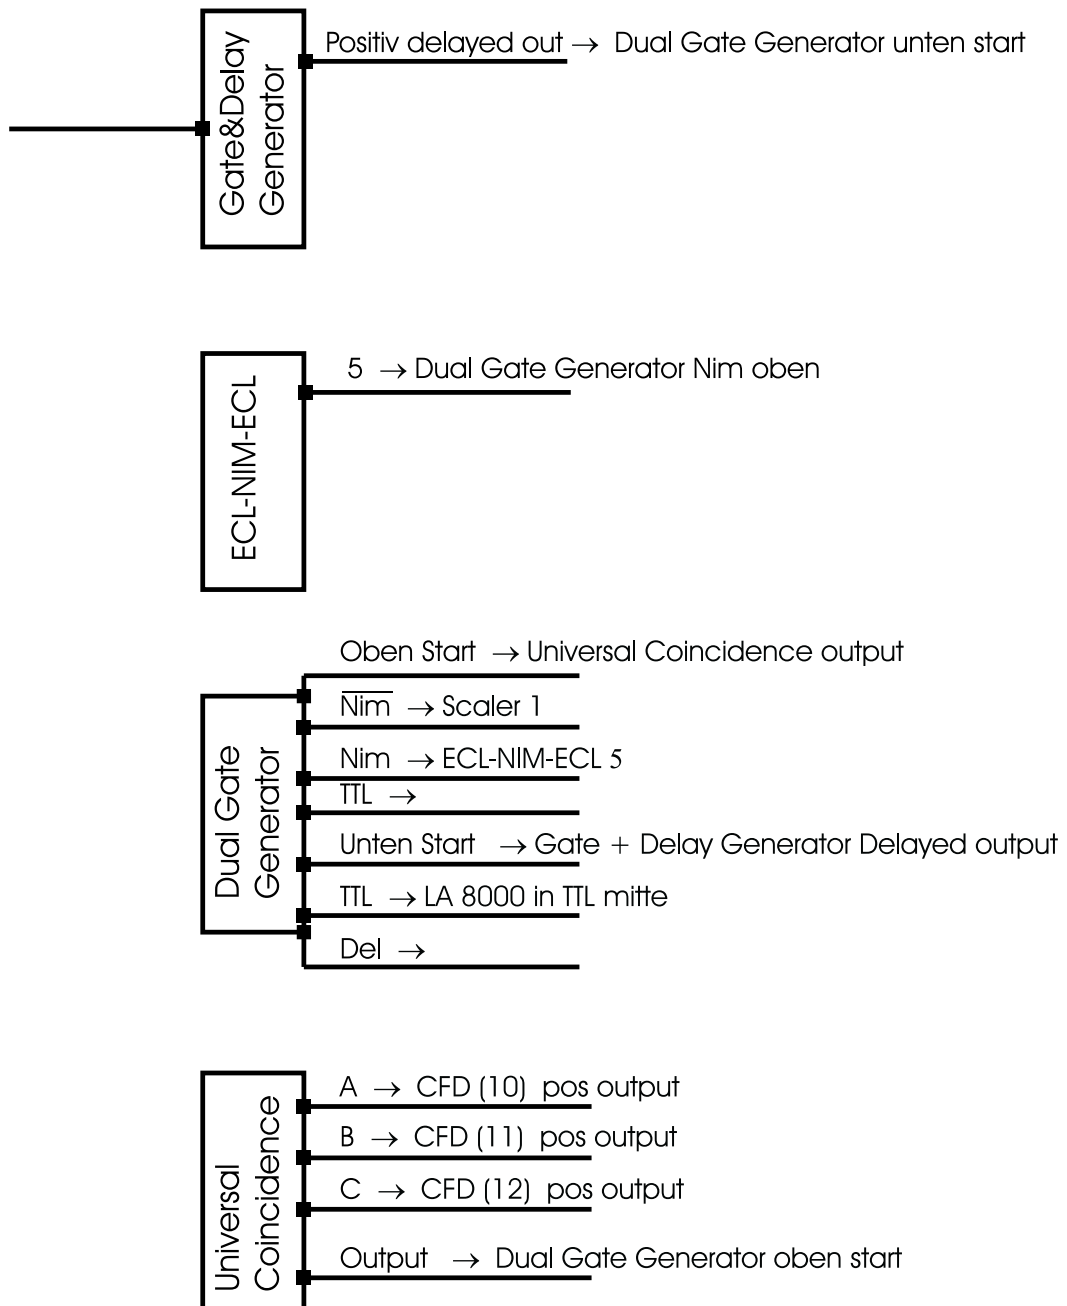 Gate&Delay
Generator
Positiv delayed out → Dual Gate Generator unten start
ECL-NIM-ECL
5 → Dual Gate Generator Nim oben
Dual Gate
Generator
Oben Start → Universal Coincidence output
N̅i̅m̅ → Scaler 1
Nim → ECL-NIM-ECL 5
TTL →
Unten Start → Gate + Delay Generator Delayed output
TTL → LA 8000 in TTL mitte
Del →
Universal
Coincidence
A → CFD (10) pos output
B → CFD (11) pos output
C → CFD (12) pos output
Output → Dual Gate Generator oben start